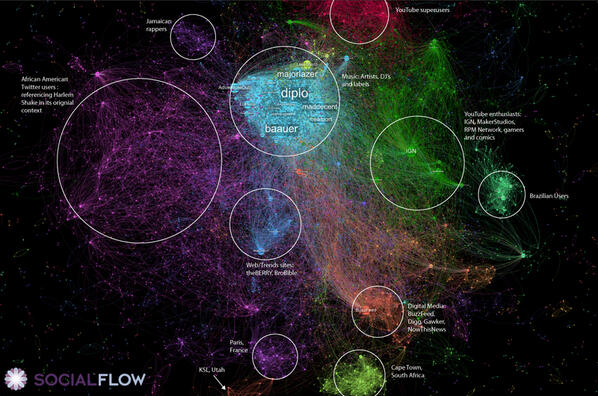 YouTube superusers
Jamaican
rappers
majorlazer
diplo
maddecent
baauer
Music: Artists, DJ's
and labels
African American
Twitter users :
referencing Harlem
Shake in its orignial
context
YouTube enthusiasts:
IGN, MakerStudios,
RPM Network, gamers
and comics
IGN
Brazilian Users
Web/Trends sites:
theBERRY, BroBible
Digital Media:
BuzzFeed,
Digg, Gawker,
NowThisNews
Paris,
France
KSL, Utah
Cape Town,
South Africa
SOCIALFLOW